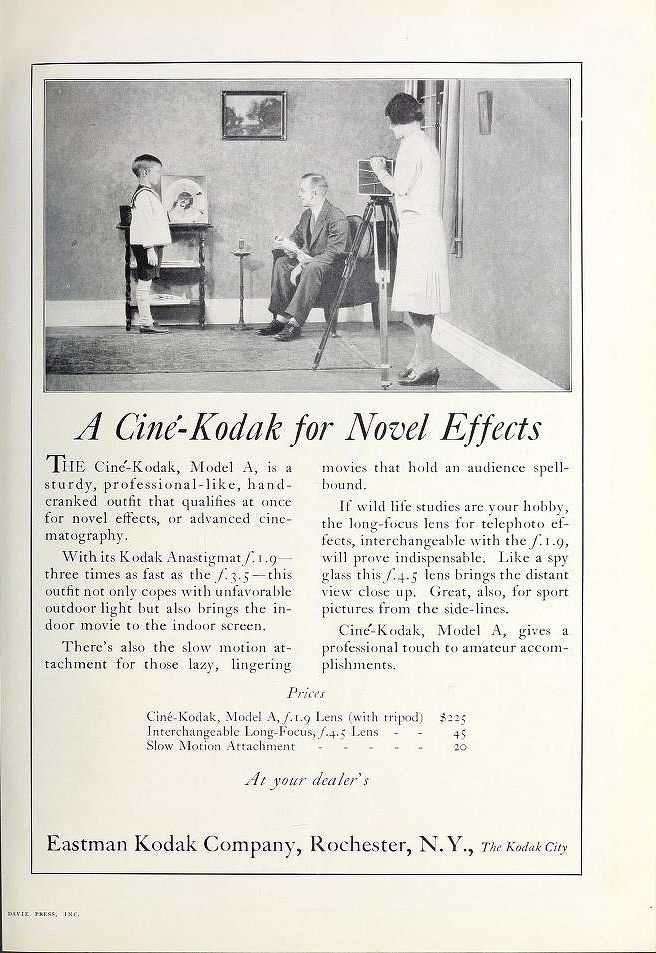 A Ciné-Kodak for Novel Effects
THE Ciné-Kodak, Model A, is a
sturdy, professional-like, hand-
cranked outfit that qualifies at once
for novel effects, or advanced cine-
matography.
With its Kodak Anastigmat f.1.9—
three times as fast as the f.3.5—this
outfit not only copes with unfavorable
outdoor light but also brings the in-
door movie to the indoor screen.
There's also the slow motion at-
tachment for those lazy, lingering
movies that hold an audience spell-
bound.
If wild life studies are your hobby,
the long-focus lens for telephoto ef-
fects, interchangeable with the f.1.9,
will prove indispensable. Like a spy
glass this f.4.5 lens brings the distant
view close up. Great, also, for sport
pictures from the side-lines.
Ciné-Kodak, Model A, gives a
professional touch to amateur accom-
plishments.
Prices
Ciné-Kodak, Model A, f.1.9 Lens (with tripod) $225
Interchangeable Long-Focus, f.4.5 Lens - - 45
Slow Motion Attachment - - - - - 20
At your dealer's
Eastman Kodak Company, Rochester, N.Y., The Kodak City
DAVIE PRESS, INC.